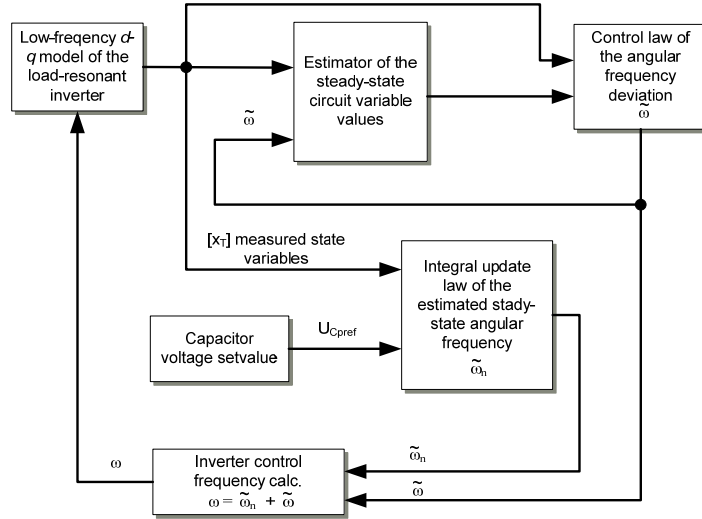 Low-freqency d-
q model of the
load-resonant
inverter
Estimator of the
steady-state
circuit variable
values
Control law of
the angular
frequency
deviation
ω̃
ω̃
[xT] measured state
variables
Integral update
law of the
estimated stady-
state angular
frequency
ω̃n
Capacitor
voltage setvalue
UCpref
Inverter control
frequency calc.
ω = ω̃n + ω̃
ω
ω̃n
ω̃